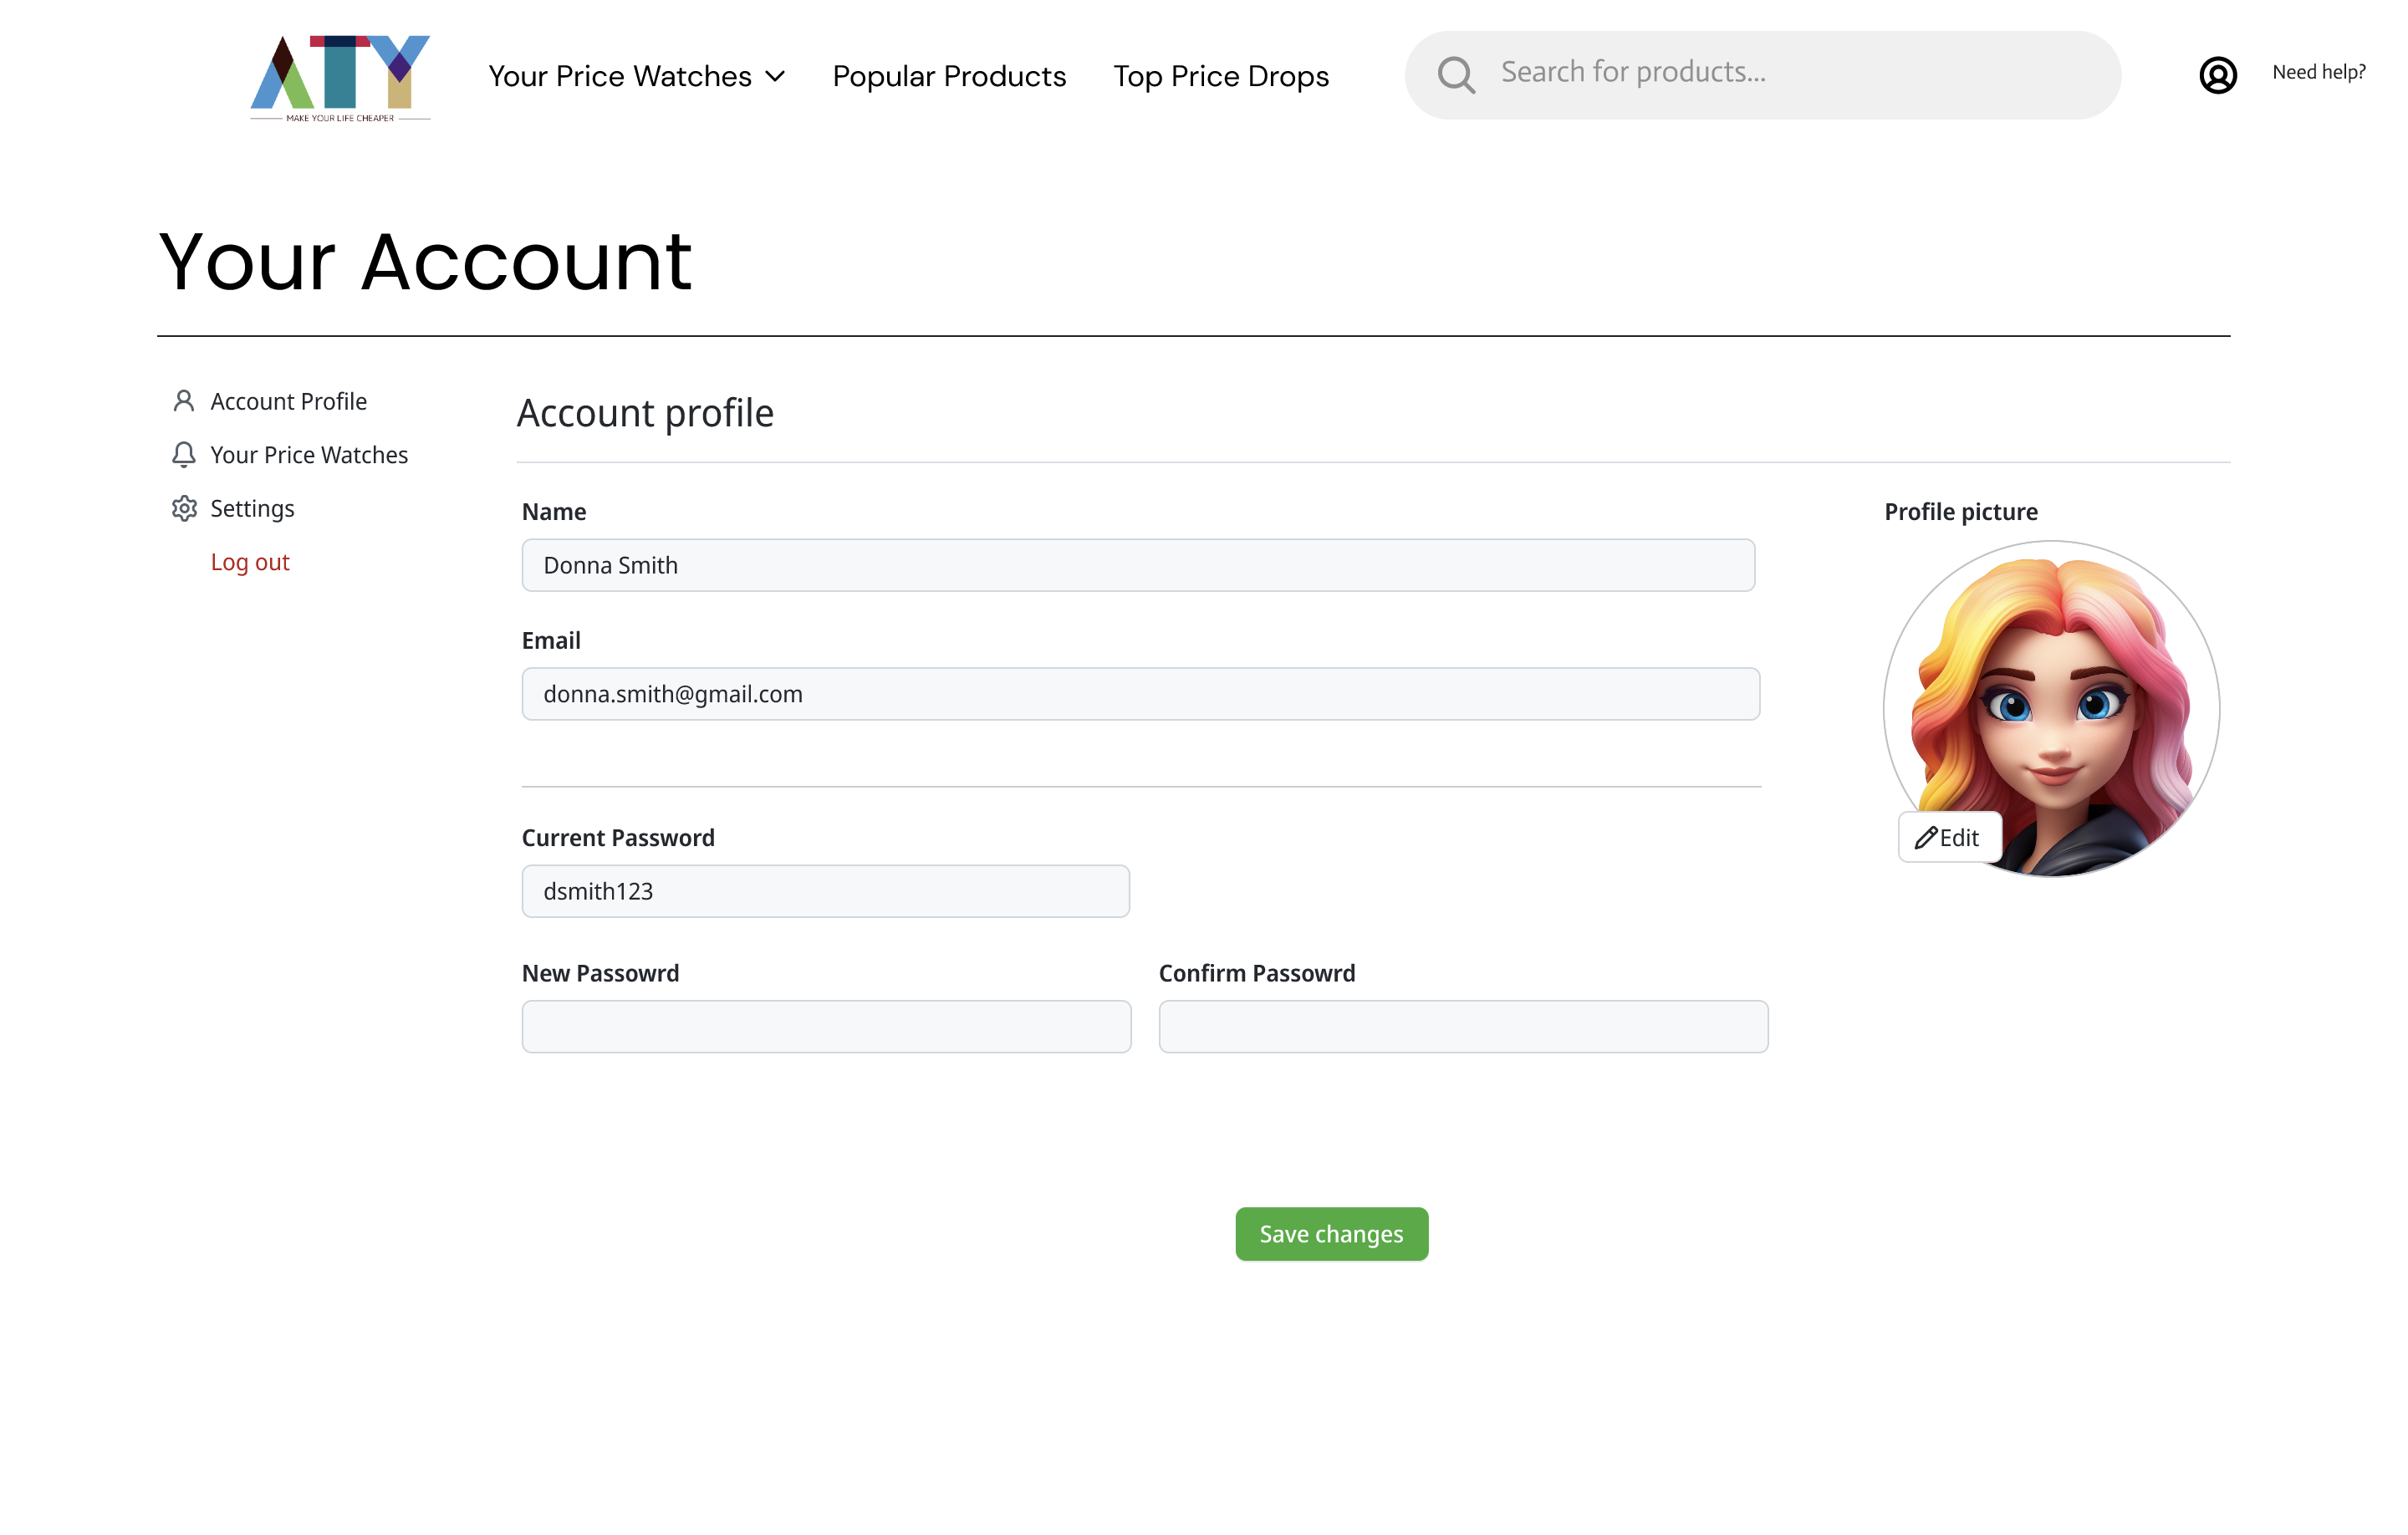 ATY
MAKE YOUR LIFE CHEAPER
Your Price Watches
Popular Products
Top Price Drops
Search for products...
Need help?
Your Account
Account Profile
Your Price Watches
Settings
Log out
Account profile
Name
Donna Smith
Email
donna.smith@gmail.com
Current Password
dsmith123
New Passowrd
Confirm Passowrd
Profile picture
Edit
Save changes